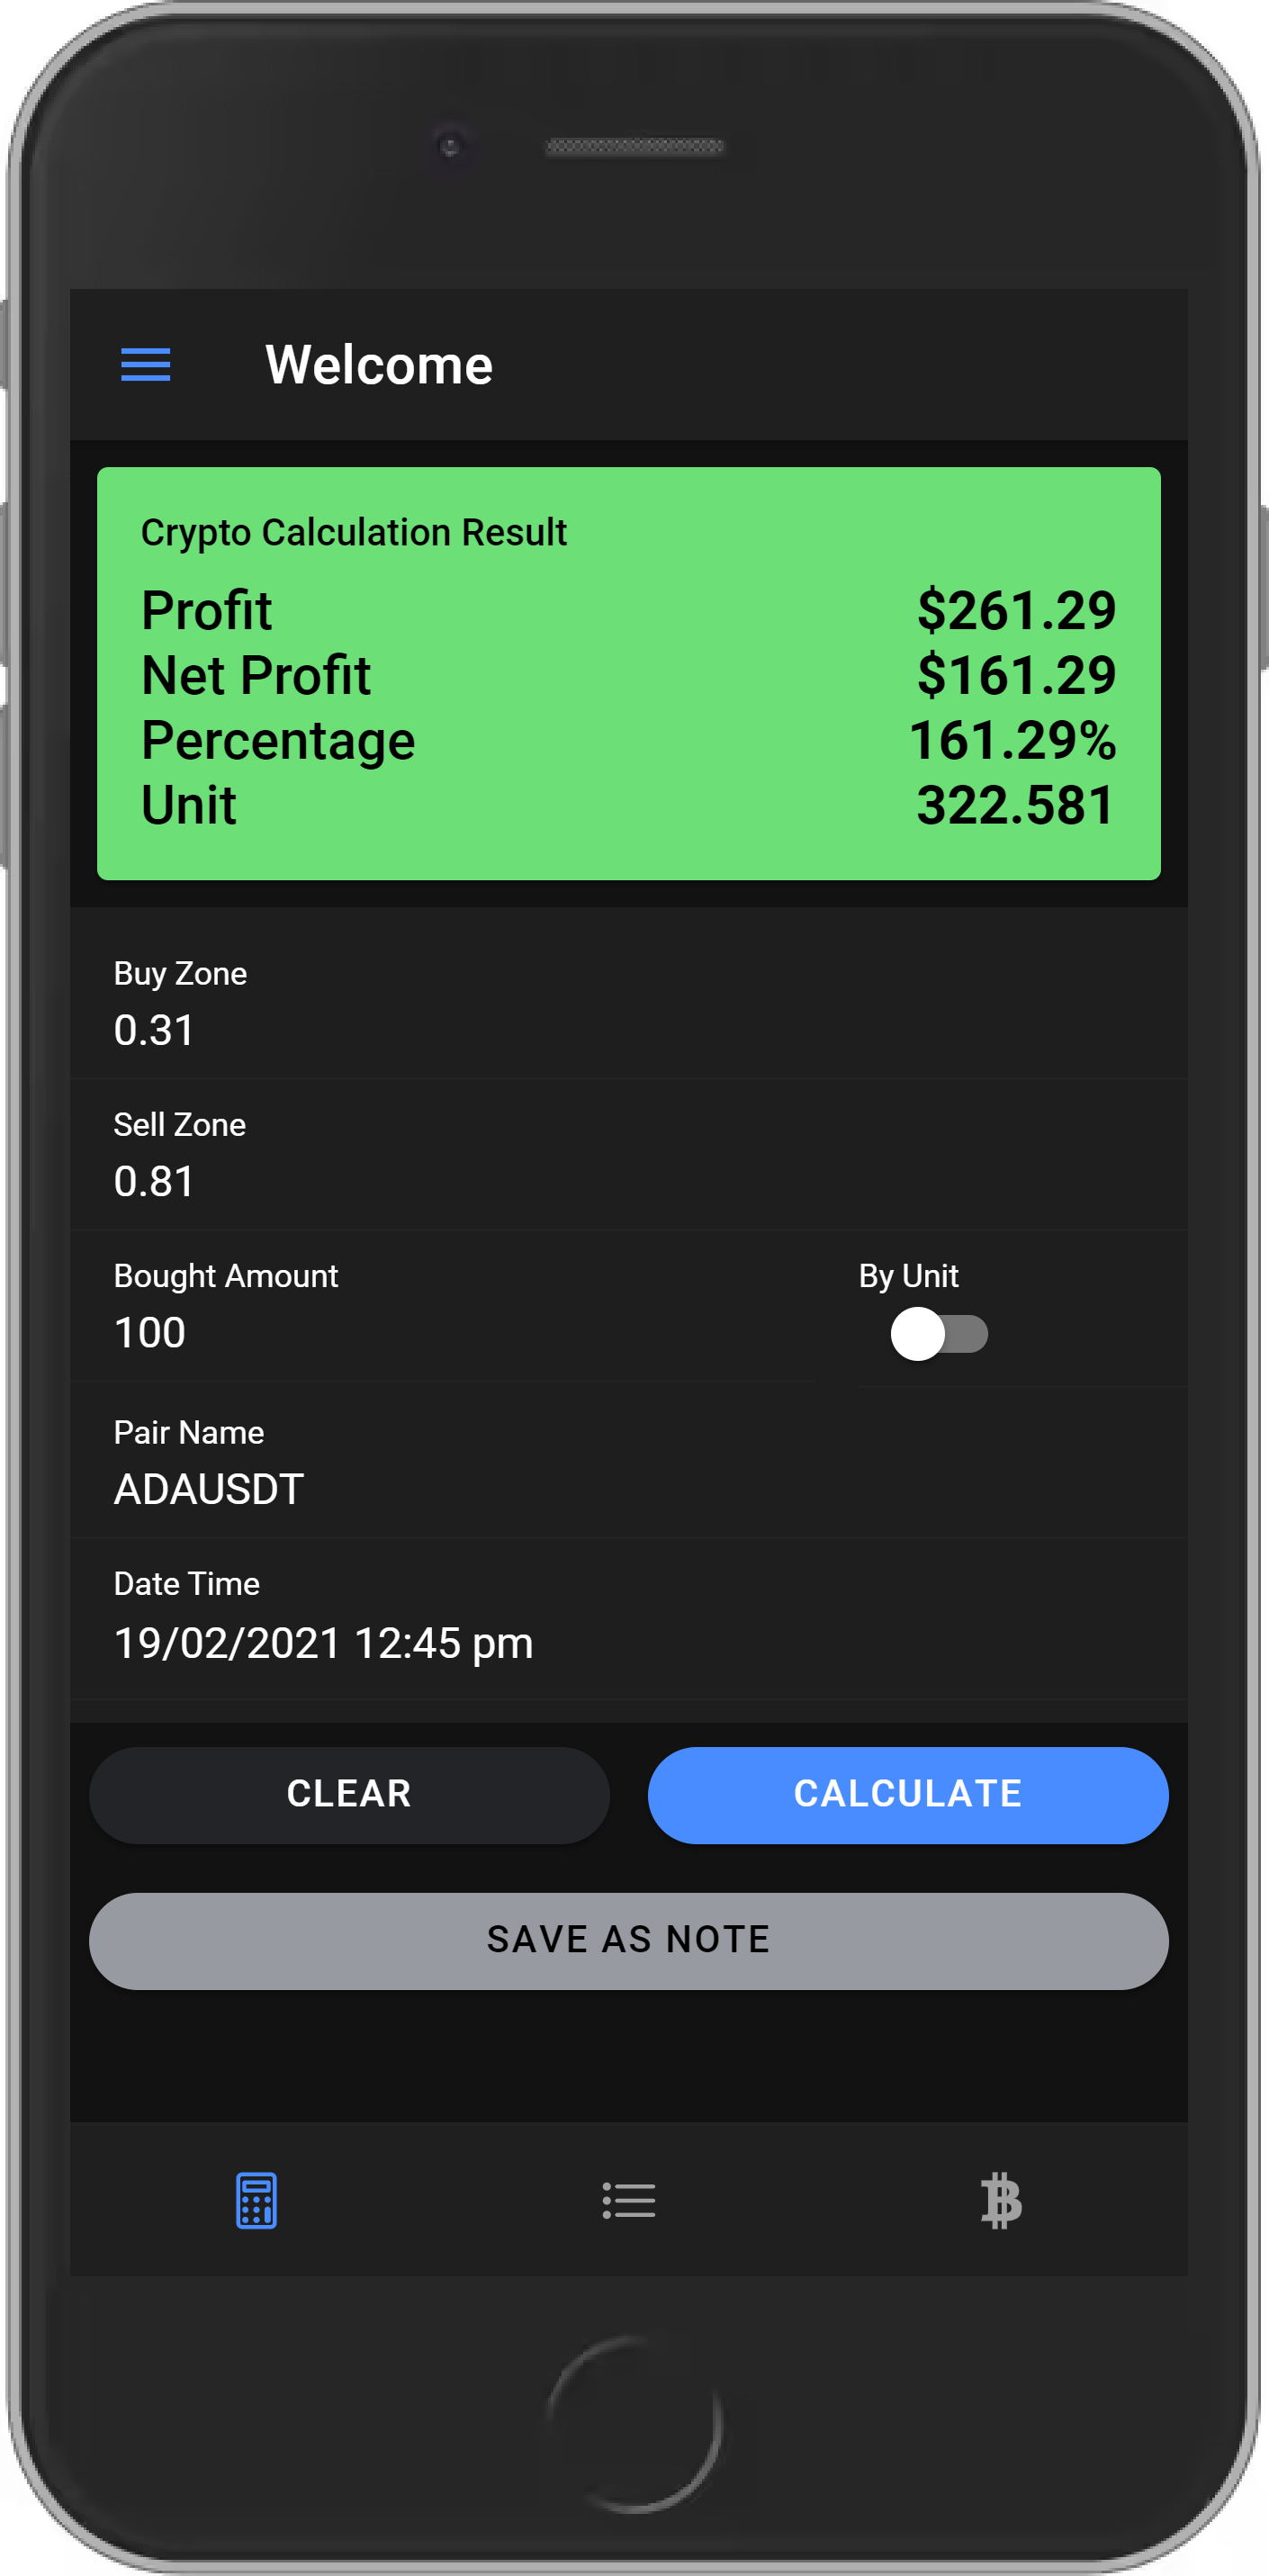 Welcome
Crypto Calculation Result
Profit $261.29
Net Profit $161.29
Percentage 161.29%
Unit 322.581
Buy Zone
0.31
Sell Zone
0.81
Bought Amount By Unit
100
Pair Name
ADAUSDT
Date Time
19/02/2021 12:45 pm
CLEAR CALCULATE
SAVE AS NOTE